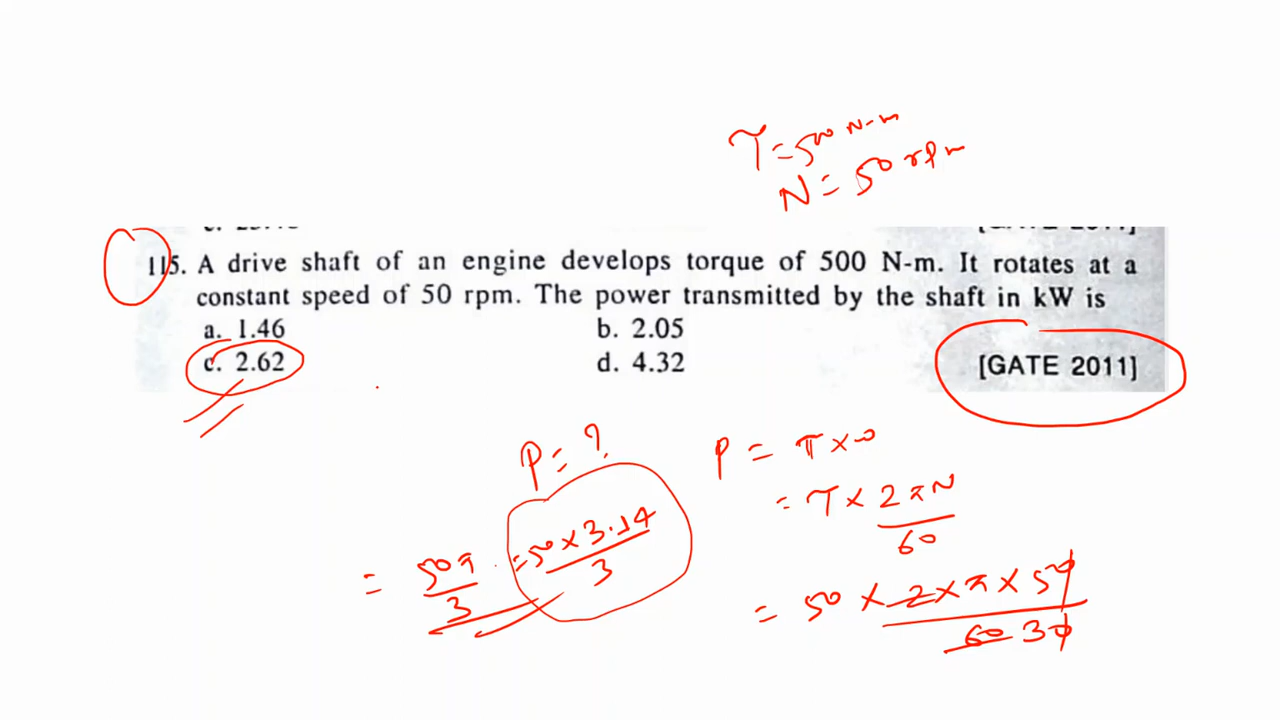 T = 500 N-m
N = 50 rpm
115. A drive shaft of an engine develops torque of 500 N-m. It rotates at a
constant speed of 50 rpm. The power transmitted by the shaft in kW is
a. 1.46 b. 2.05
c. 2.62 d. 4.32 [GATE 2011]
P = ? P = T × ω
= T × 2πN / 60
= 50π / 3 = 50 × 3.14 / 3
= 50 × 2 × π × 50 / 60 30